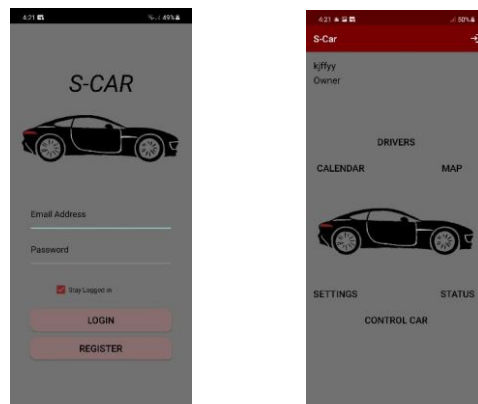 4:21
49%
S-CAR
Email Address
Password
Stay Logged in
LOGIN
REGISTER
4:21
50%
S-Car
kjffyy
Owner
DRIVERS
CALENDAR MAP
SETTINGS STATUS
CONTROL CAR